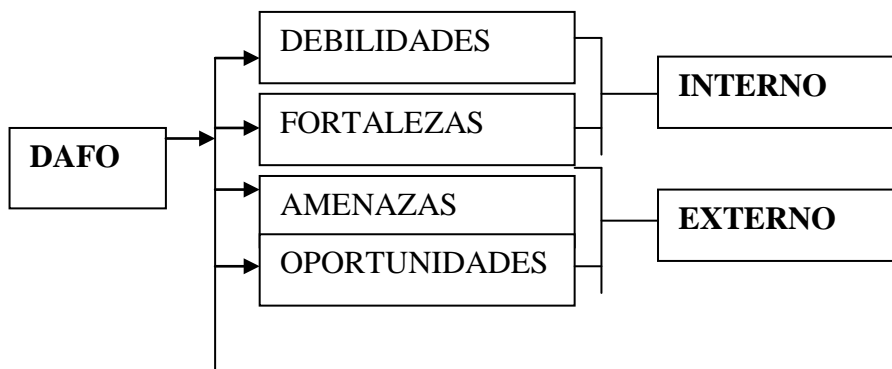 DEBILIDADES
INTERNO
FORTALEZAS
DAFO
AMENAZAS
EXTERNO
OPORTUNIDADES